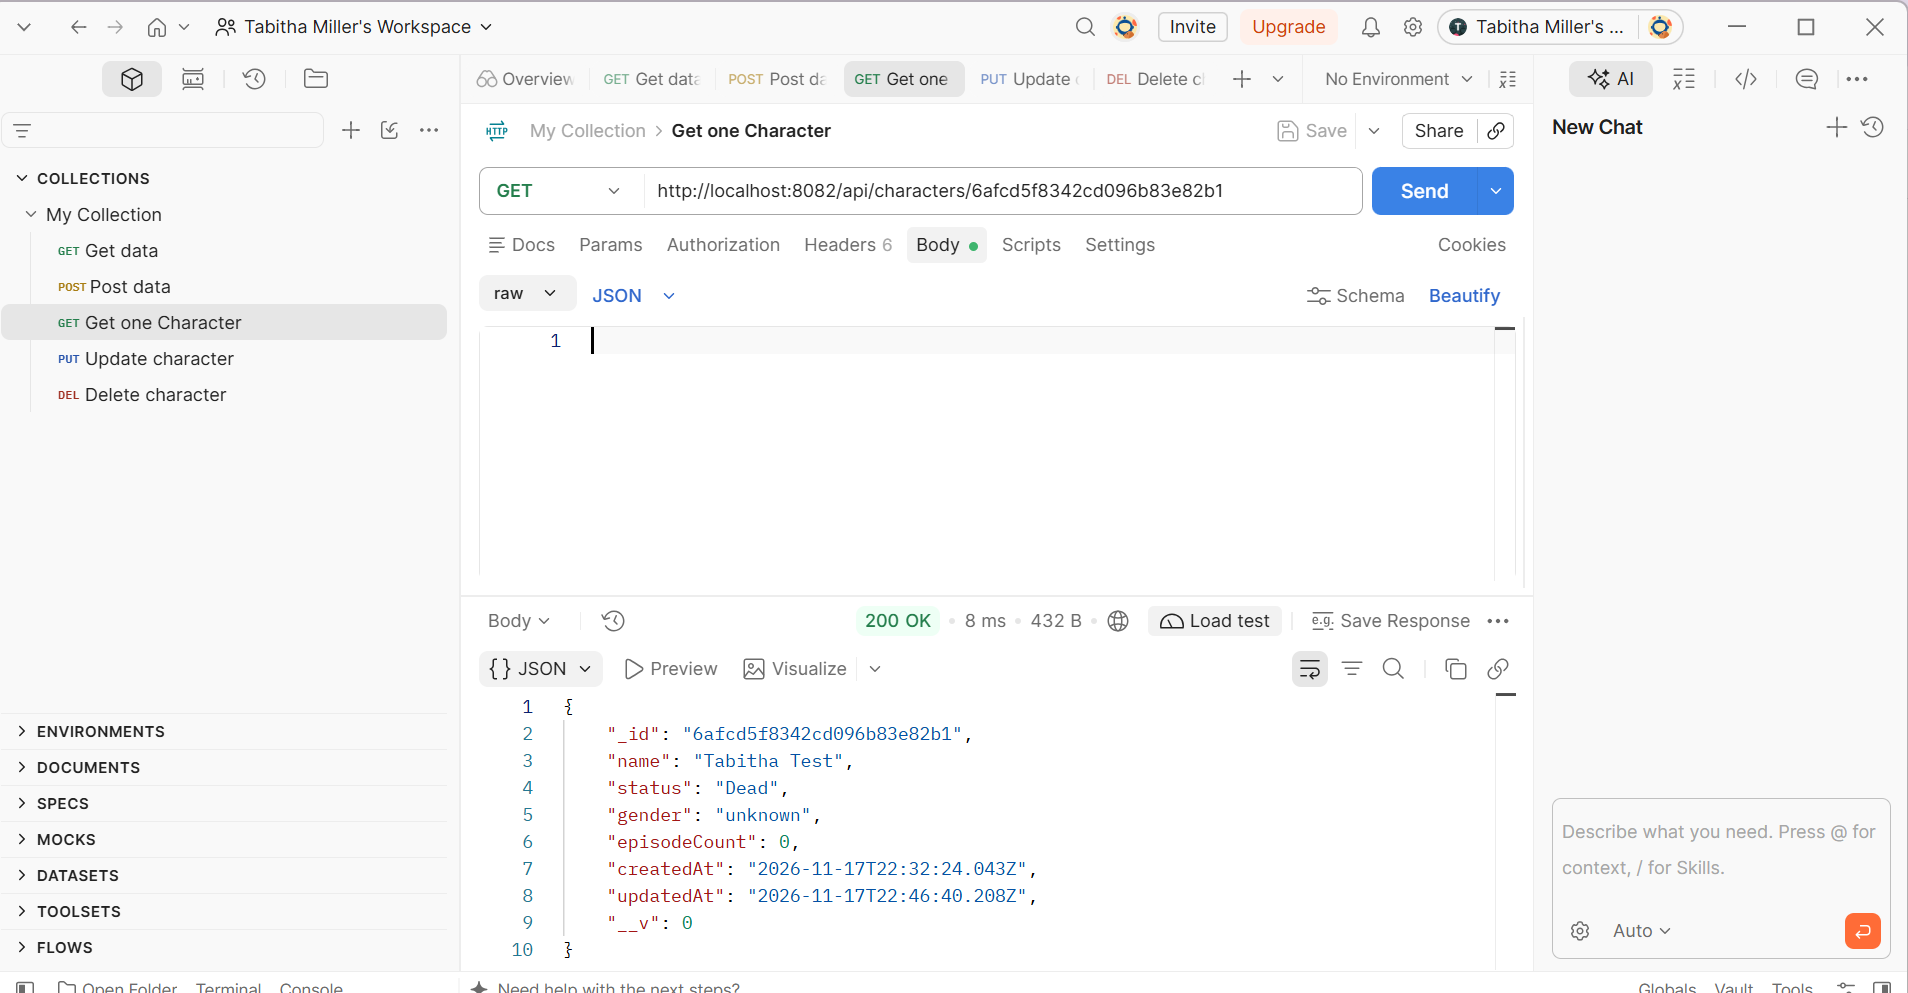 Tabitha Miller's Workspace
Invite
Upgrade
T
Tabitha Miller's ...
Overview
GET Get data
POST Post da
GET Get one
PUT Update
DEL Delete c
No Environment
AI
COLLECTIONS
My Collection
GET Get data
POST Post data
GET Get one Character
PUT Update character
DEL Delete character
ENVIRONMENTS
DOCUMENTS
SPECS
MOCKS
DATASETS
TOOLSETS
FLOWS
HTTP
My Collection > Get one Character
Save
Share
GET
http://localhost:8082/api/characters/6afcd5f8342cd096b83e82b1
Send
Docs
Params
Authorization
Headers 6
Body
Scripts
Settings
Cookies
raw
JSON
Schema
Beautify
1
Body
200 OK • 8 ms • 432 B •
Load test
e.g. Save Response
{} JSON
Preview
Visualize
1 {
2 "_id": "6afcd5f8342cd096b83e82b1",
3 "name": "Tabitha Test",
4 "status": "Dead",
5 "gender": "unknown",
6 "episodeCount": 0,
7 "createdAt": "2026-11-17T22:32:24.043Z",
8 "updatedAt": "2026-11-17T22:46:40.208Z",
9 "__v": 0
10 }
New Chat
Describe what you need. Press @ for
context, / for Skills.
Auto
Open Folder
Terminal
Console
Need help with the next steps?
Globals
Vault
Tools